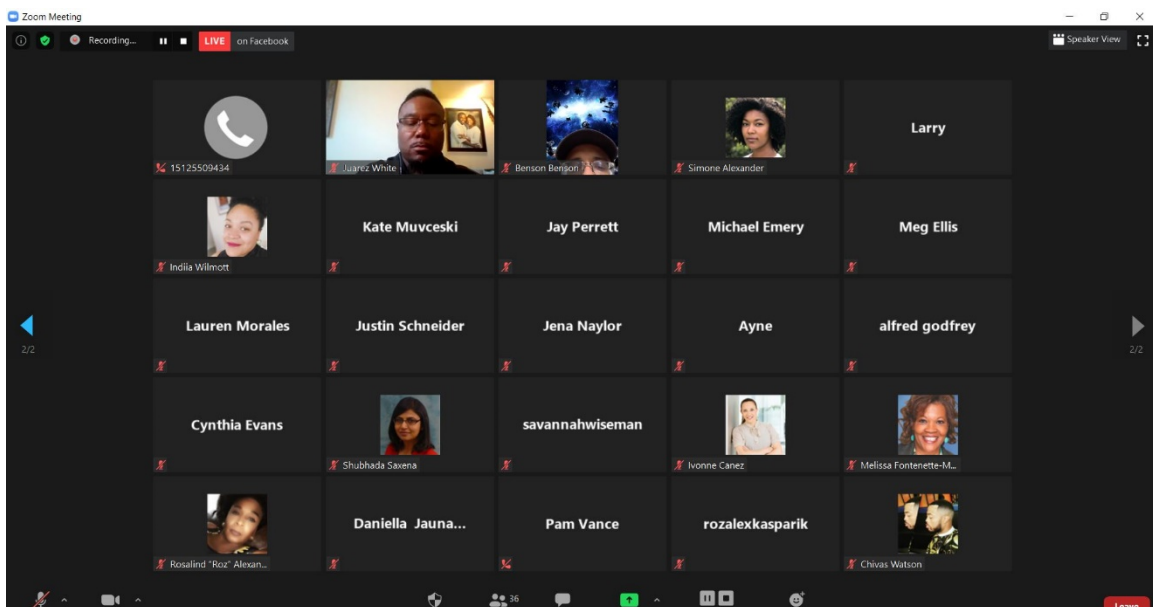 Zoom Meeting
Recording...
LIVE on Facebook
Speaker View
15125509434
Juarez White
Benson Benson
Simone Alexander
Larry
Indiia Wilmott
Kate Muvceski
Jay Perrett
Michael Emery
Meg Ellis
Lauren Morales
Justin Schneider
Jena Naylor
Ayne
alfred godfrey
2/2
2/2
Cynthia Evans
Shubhada Saxena
savannahwiseman
Ivonne Canez
Melissa Fontenette-M...
Rosalind "Roz" Alexan...
Daniella Jauna...
Pam Vance
rozalexkasparik
Chivas Watson
36
Leave